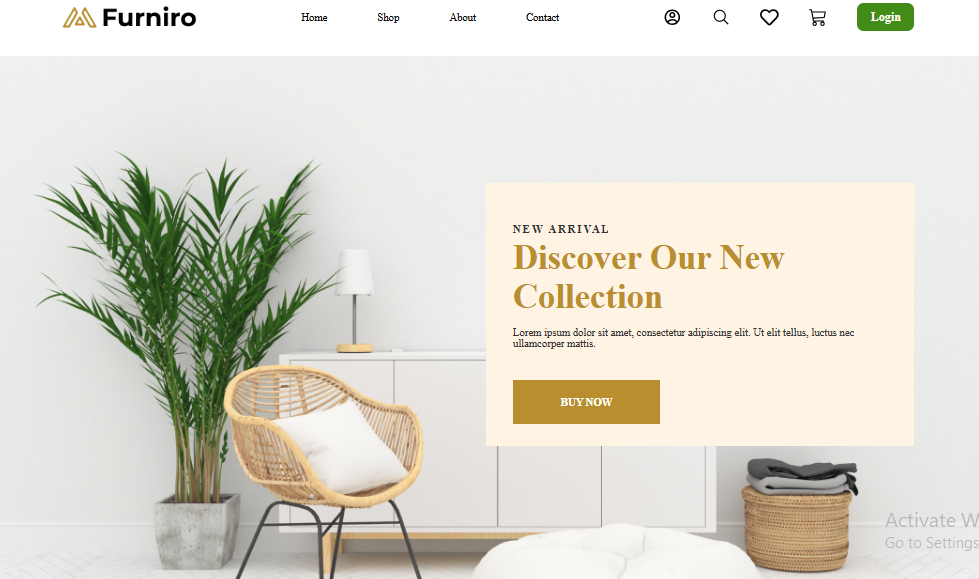 Furniro
Home Shop About Contact
Login
NEW ARRIVAL
Discover Our New
Collection
Lorem ipsum dolor sit amet, consectetur adipiscing elit. Ut elit tellus, luctus nec
ullamcorper mattis.
BUY NOW
Activate W
Go to Settings